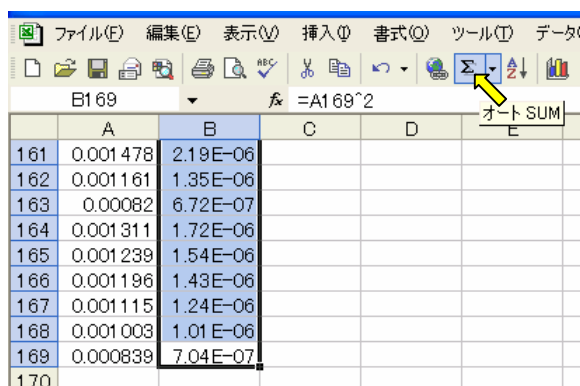 ファイル(F) 編集(E) 表示(V) 挿入(I) 書式(O) ツール(T) データ(
ABC Σ
B169 fx =A169^2
オート SUM
A B C D E
161 0.001478 2.19E-06
162 0.001161 1.35E-06
163 0.00082 6.72E-07
164 0.001311 1.72E-06
165 0.001239 1.54E-06
166 0.001196 1.43E-06
167 0.001115 1.24E-06
168 0.001003 1.01E-06
169 0.000839 7.04E-07
170